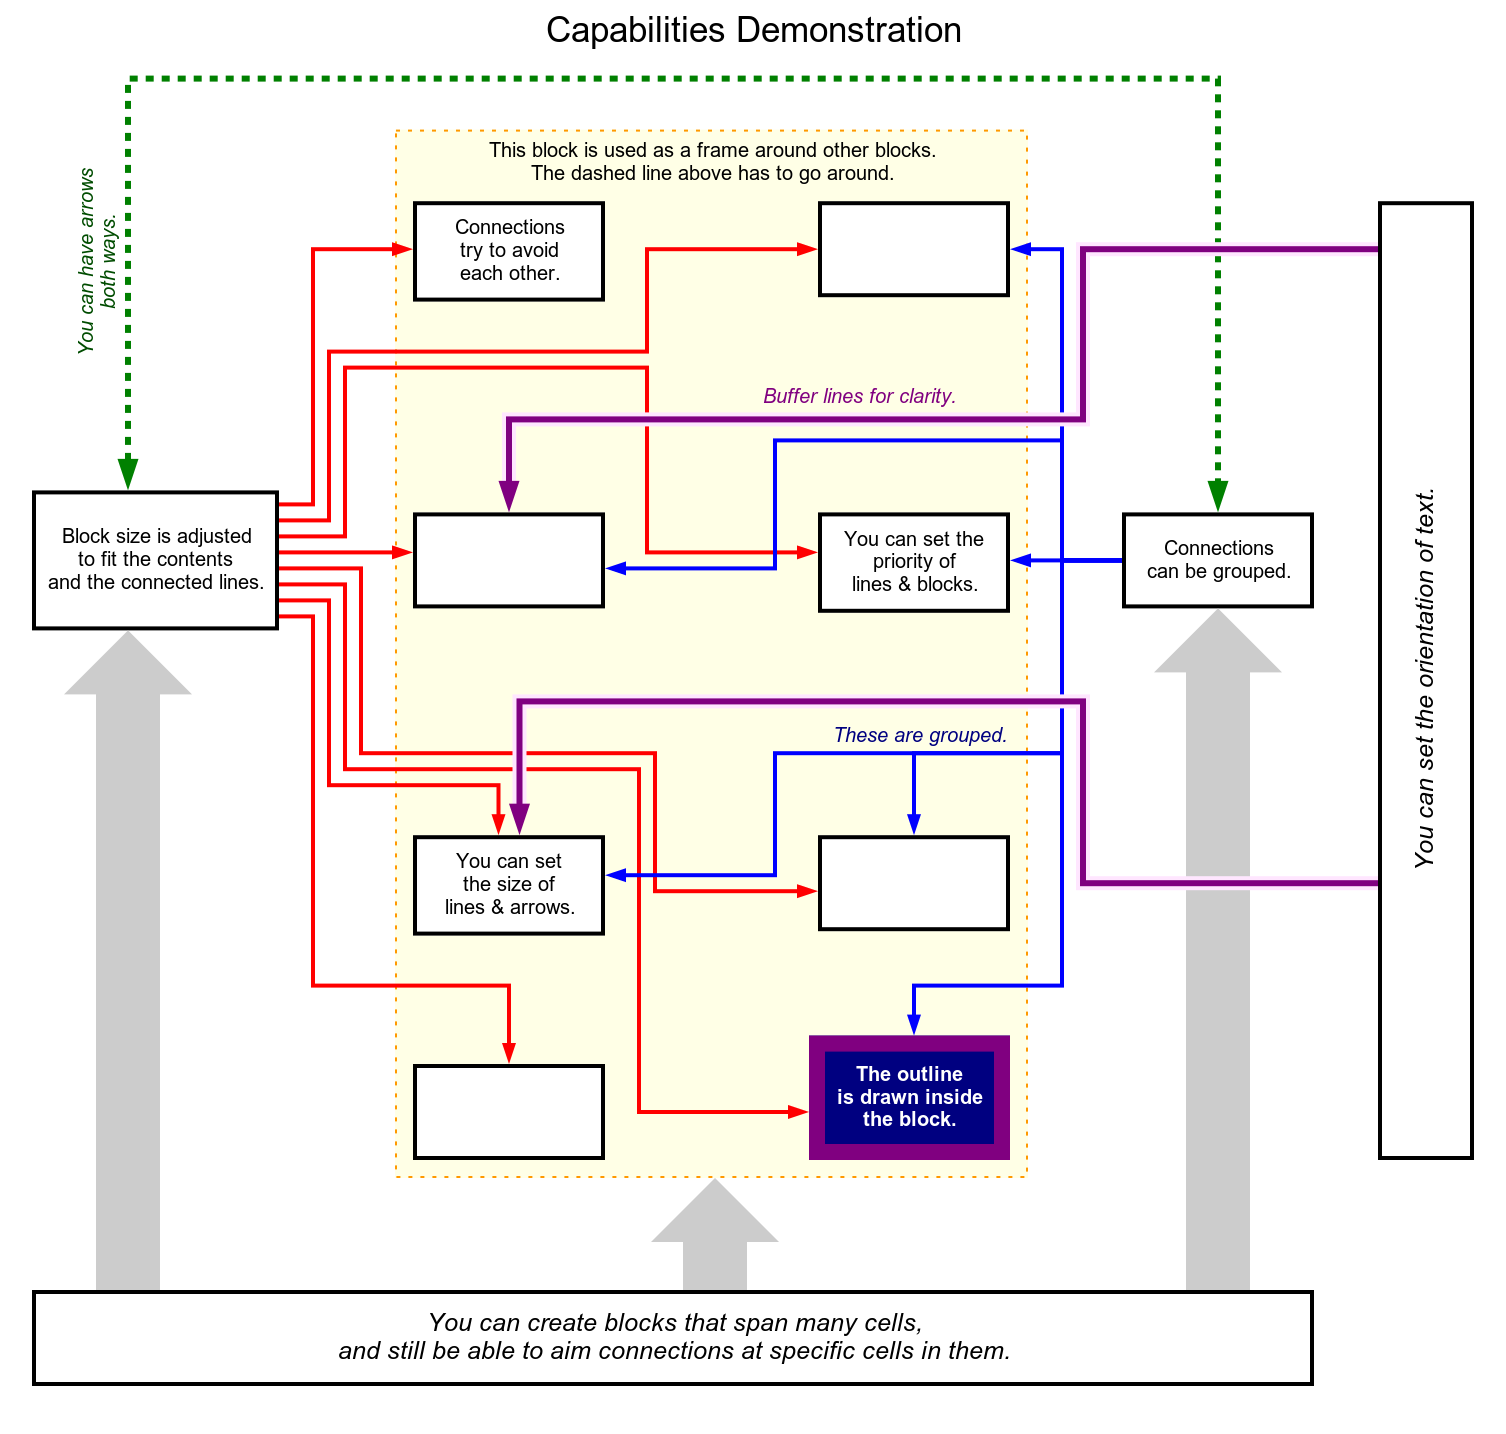 Capabilities Demonstration
You can have arrows
both ways.
This block is used as a frame around other blocks.
The dashed line above has to go around.
Connections
try to avoid
each other.
Buffer lines for clarity.
Block size is adjusted
to fit the contents
and the connected lines.
You can set the
priority of
lines & blocks.
Connections
can be grouped.
You can set the orientation of text.
These are grouped.
You can set
the size of
lines & arrows.
The outline
is drawn inside
the block.
You can create blocks that span many cells,
and still be able to aim connections at specific cells in them.